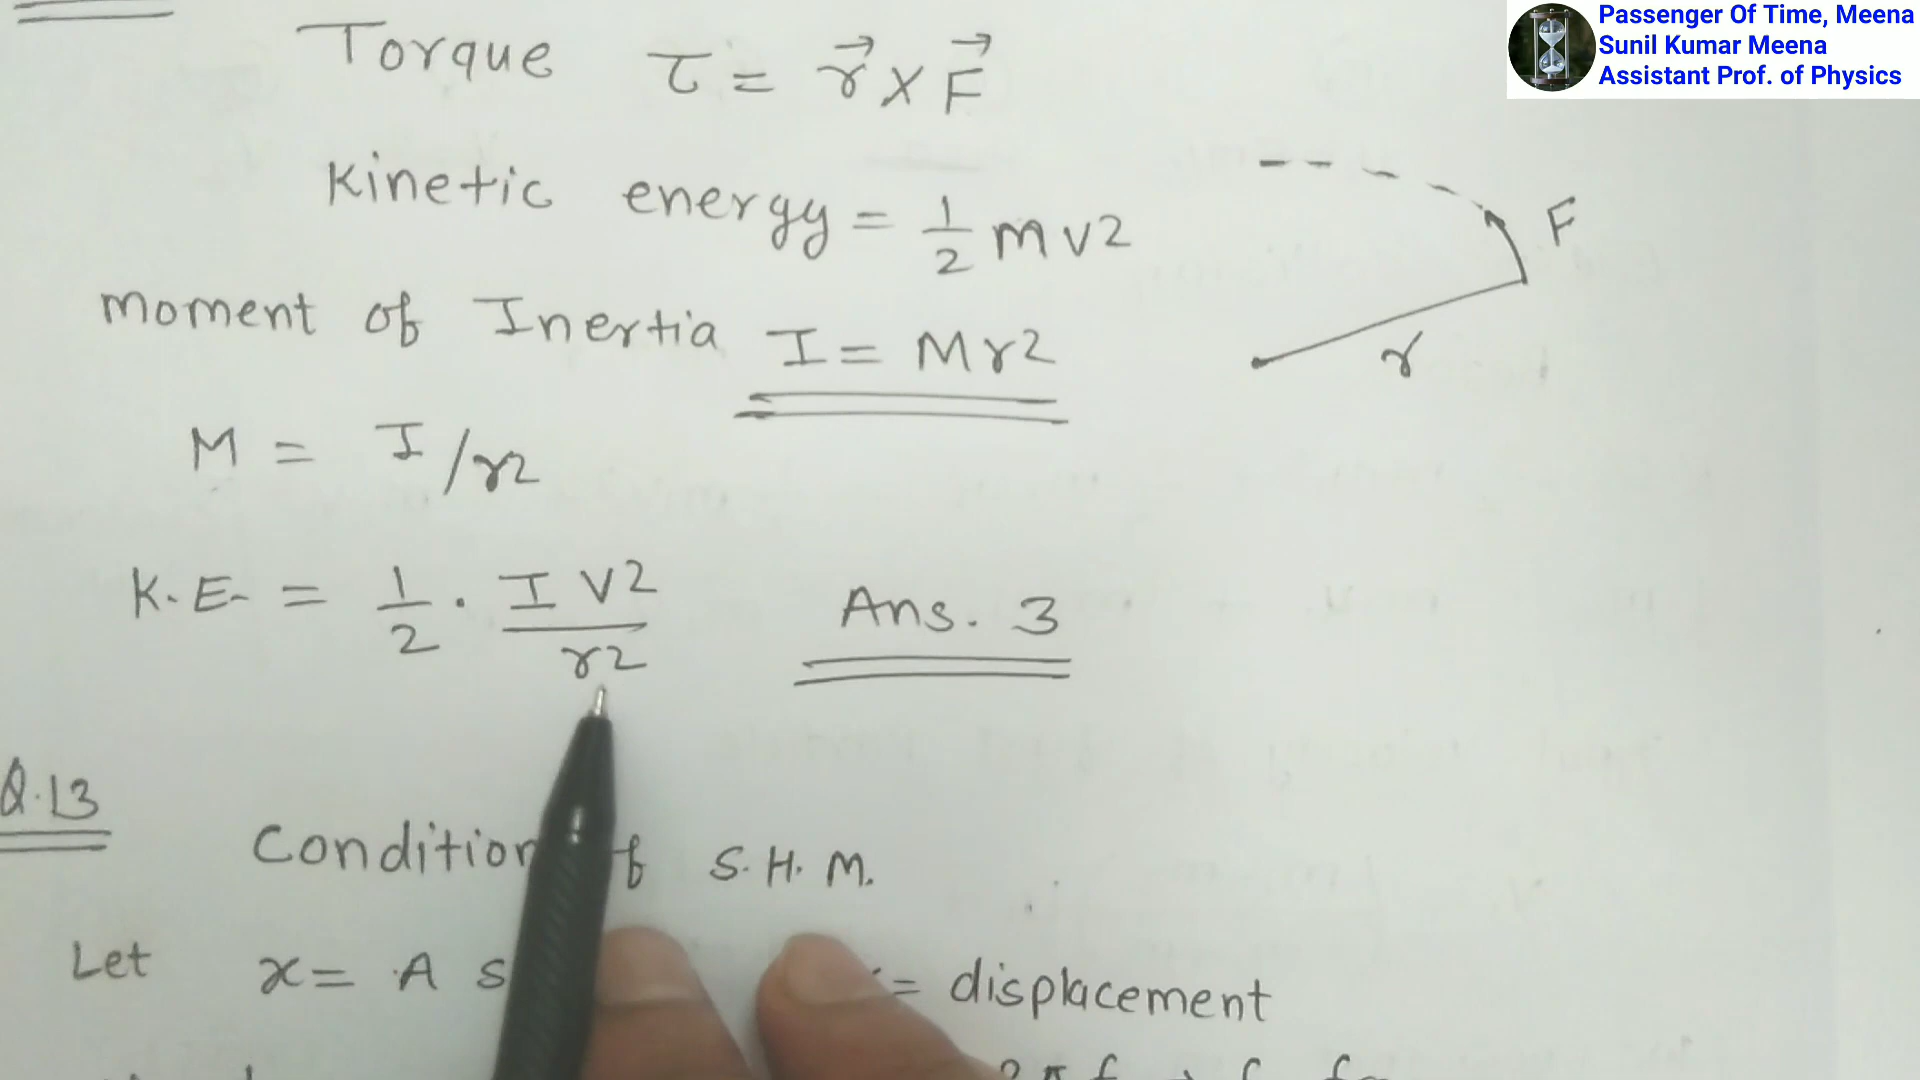 Passenger Of Time, Meena
Sunil Kumar Meena
Assistant Prof. of Physics
Torque τ = r⃗ × F⃗
Kinetic energy = 1/2 mv2
F
moment of Inertia I = Mr2
r
M = I/r2
K.E. = 1/2 . IV2/r2 Ans. 3
Q.13
Condition of S.H.M.
Let x = A = displacement